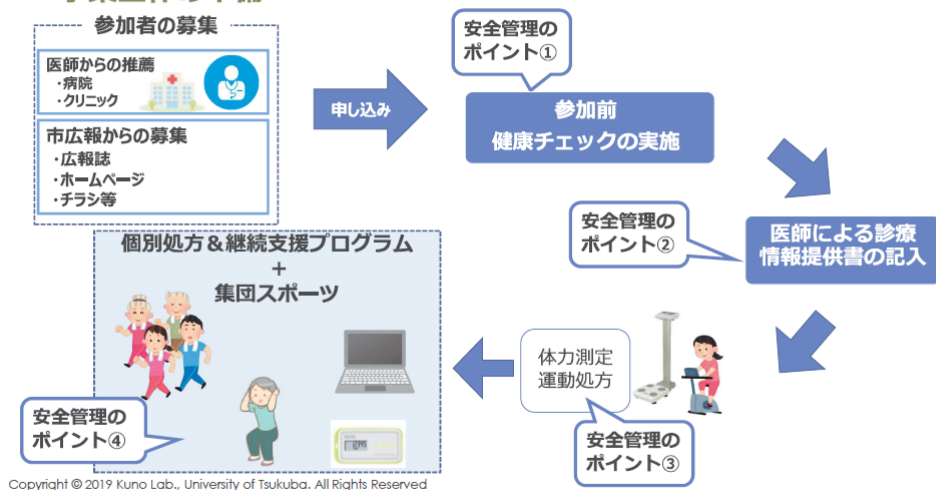 参加者の募集
医師からの推薦
・病院
・クリニック
市広報からの募集
・広報誌
・ホームページ
・チラシ等
申し込み
安全管理の
ポイント①
参加前
健康チェックの実施
安全管理の
ポイント②
医師による診療
情報提供書の記入
体力測定
運動処方
安全管理の
ポイント③
個別処方&継続支援プログラム
+
集団スポーツ
安全管理の
ポイント④
Copyright © 2019 Kuno Lab., University of Tsukuba. All Rights Reserved